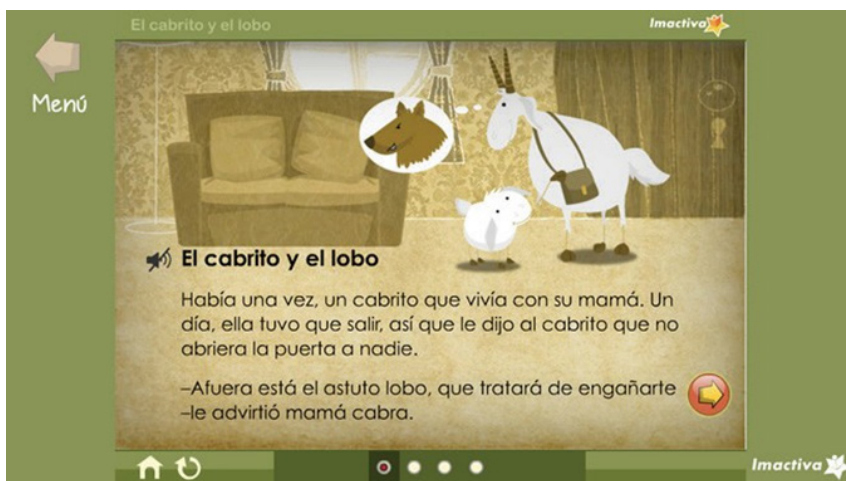 El cabrito y el lobo
Imactiva
Menú
El cabrito y el lobo
Había una vez, un cabrito que vivía con su mamá. Un
día, ella tuvo que salir, así que le dijo al cabrito que no
abriera la puerta a nadie.
–Afuera está el astuto lobo, que tratará de engañarte
–le advirtió mamá cabra.
Imactiva